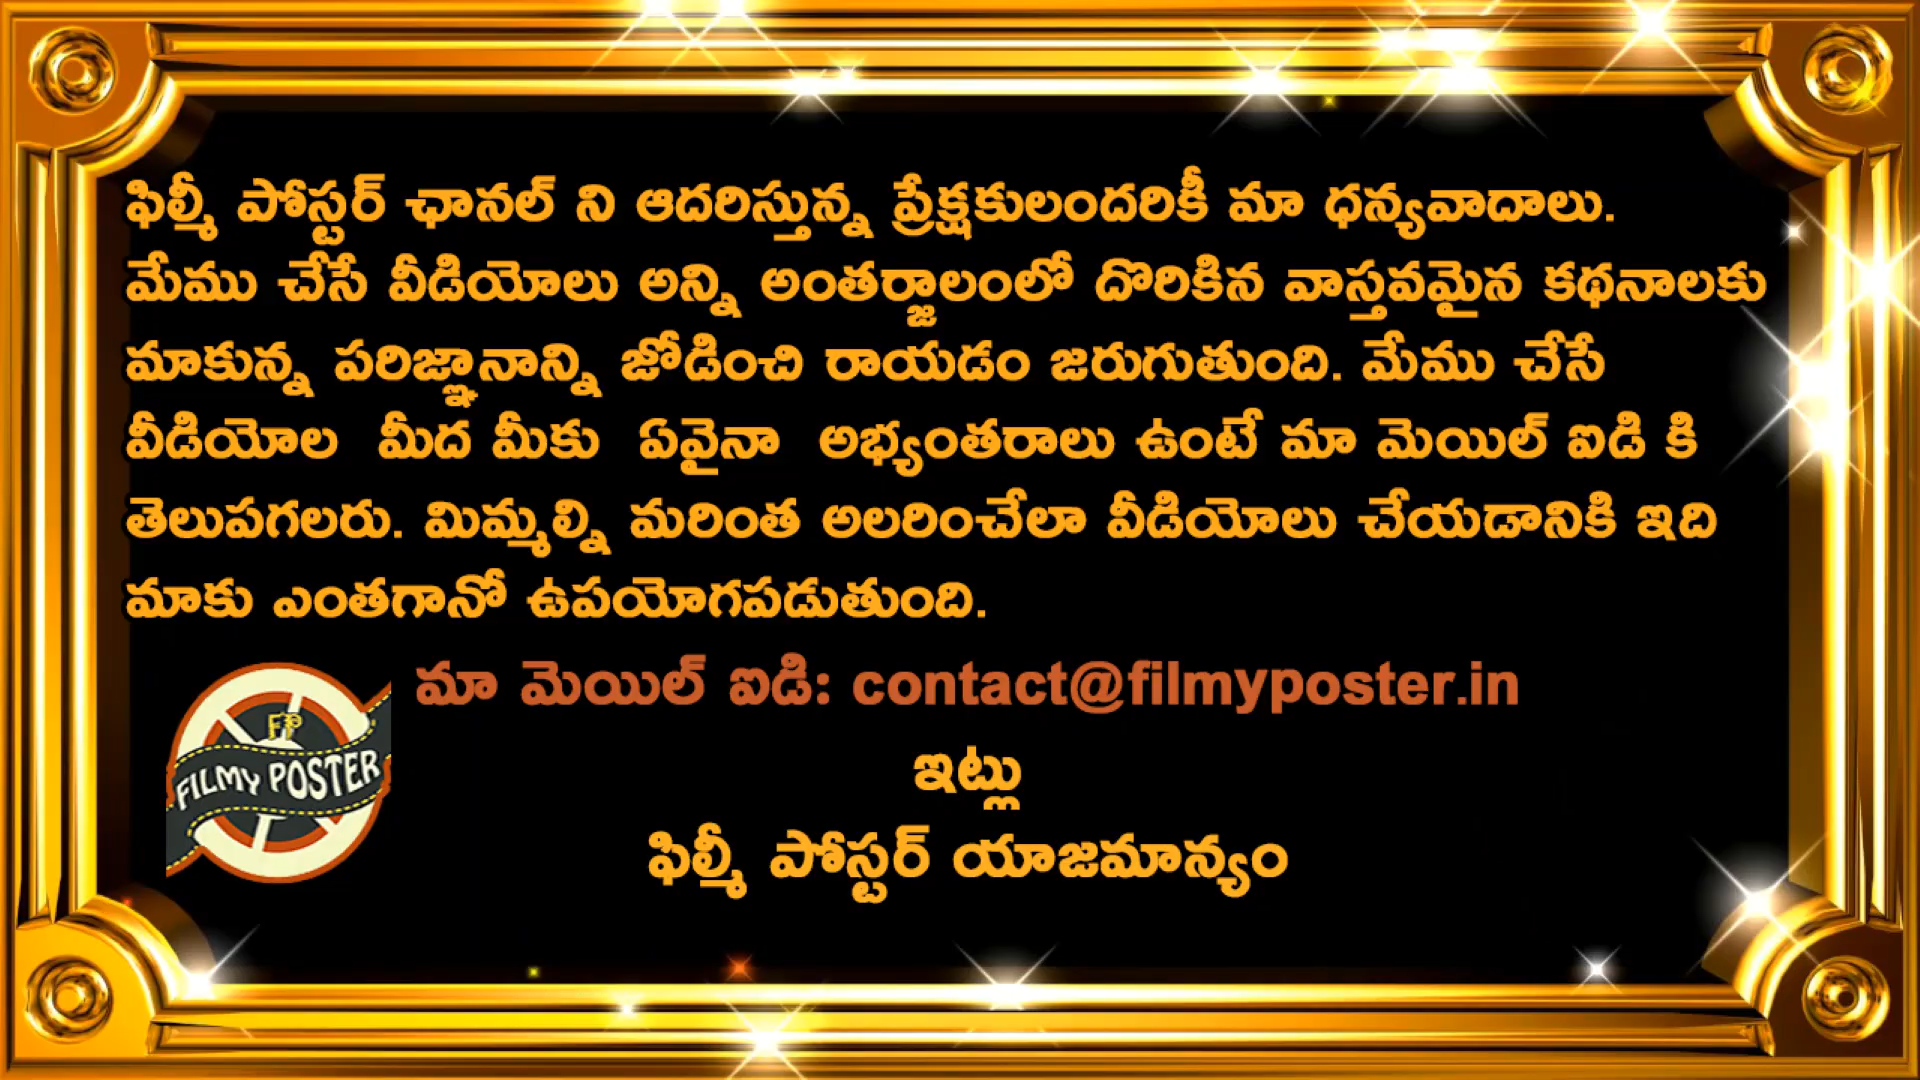 ఫిల్మీ పోస్టర్ ఛానల్ ని ఆదరిస్తున్న ప్రేక్షకులందరికీ మా ధన్యవాదాలు.
మేము చేసే వీడియోలు అన్ని అంతర్జాలంలో దొరికిన వాస్తవమైన కథనాలకు
మాకున్న పరిజ్ఞానాన్ని జోడించి రాయడం జరుగుతుంది. మేము చేసే
వీడియోల మీద మీకు ఏవైనా అభ్యంతరాలు ఉంటే మా మెయిల్ ఐడి కి
తెలుపగలరు. మిమ్మల్ని మరింత అలరించేలా వీడియోలు చేయడానికి ఇది
మాకు ఎంతగానో ఉపయోగపడుతుంది.
మా మెయిల్ ఐడి: contact@filmyposter.in
FP
FILMY POSTER
ఇట్లు
ఫిల్మీ పోస్టర్ యాజమాన్యం